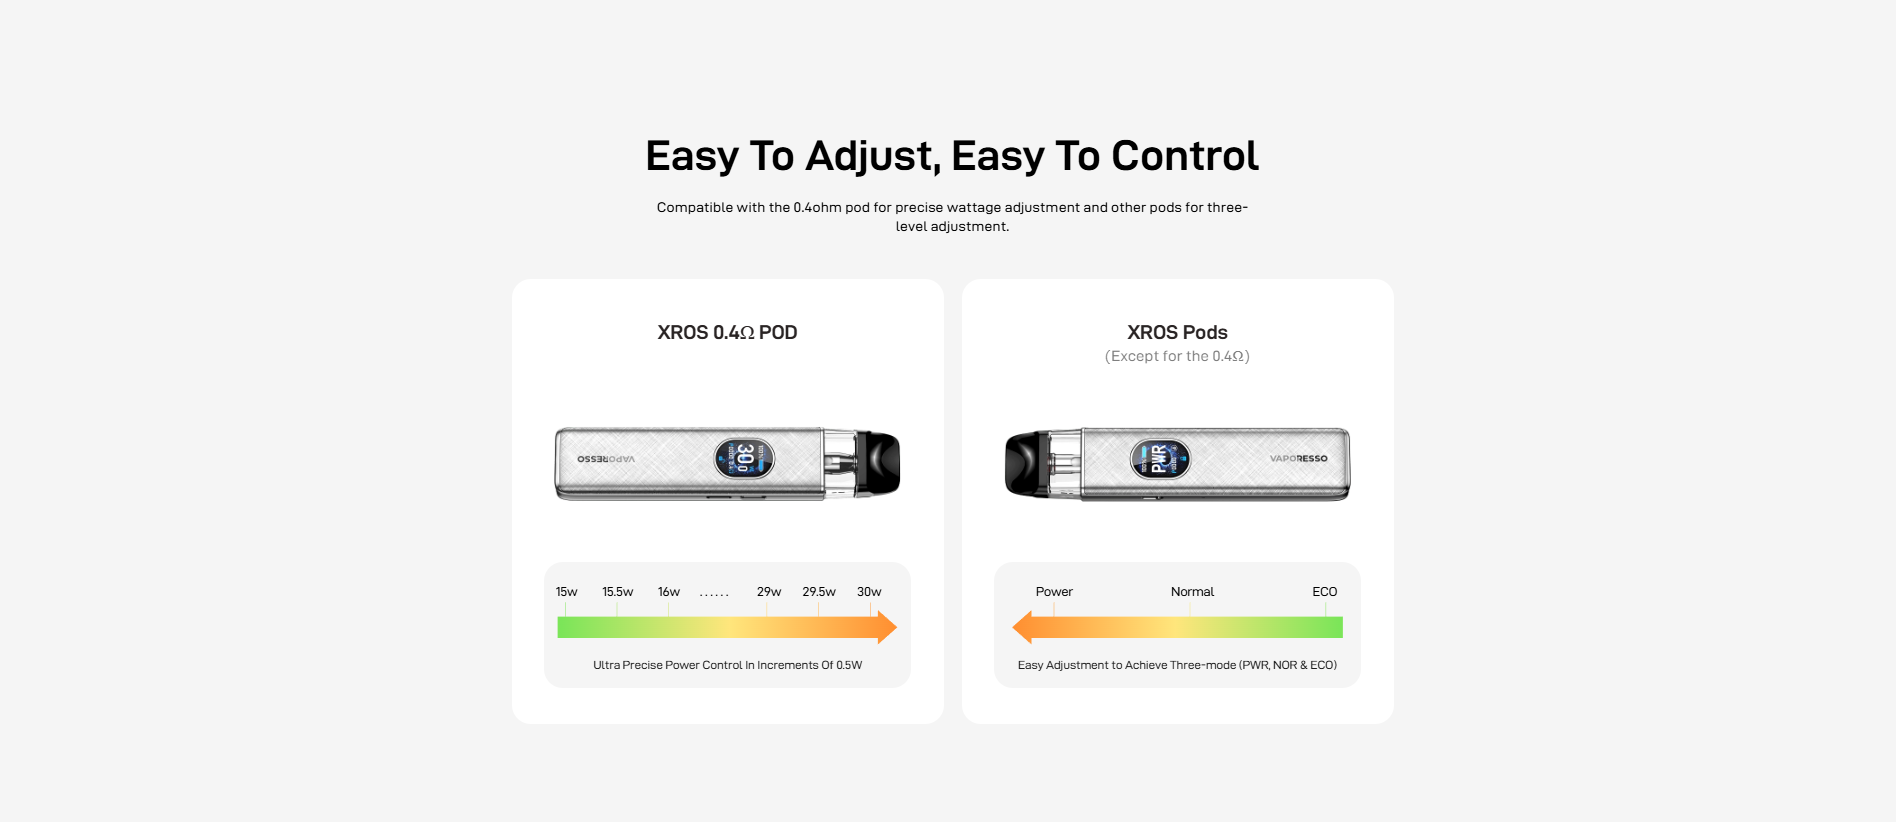 Easy To Adjust, Easy To Control
Compatible with the 0.4ohm pod for precise wattage adjustment and other pods for three-
level adjustment.
XROS 0.4Ω POD
VAPORESSO
30.0
15w 15.5w 16w ...... 29w 29.5w 30w
Ultra Precise Power Control In Increments Of 0.5W
XROS Pods
(Except for the 0.4Ω)
PWR
VAPORESSO
Power Normal ECO
Easy Adjustment to Achieve Three-mode (PWR, NOR & ECO)